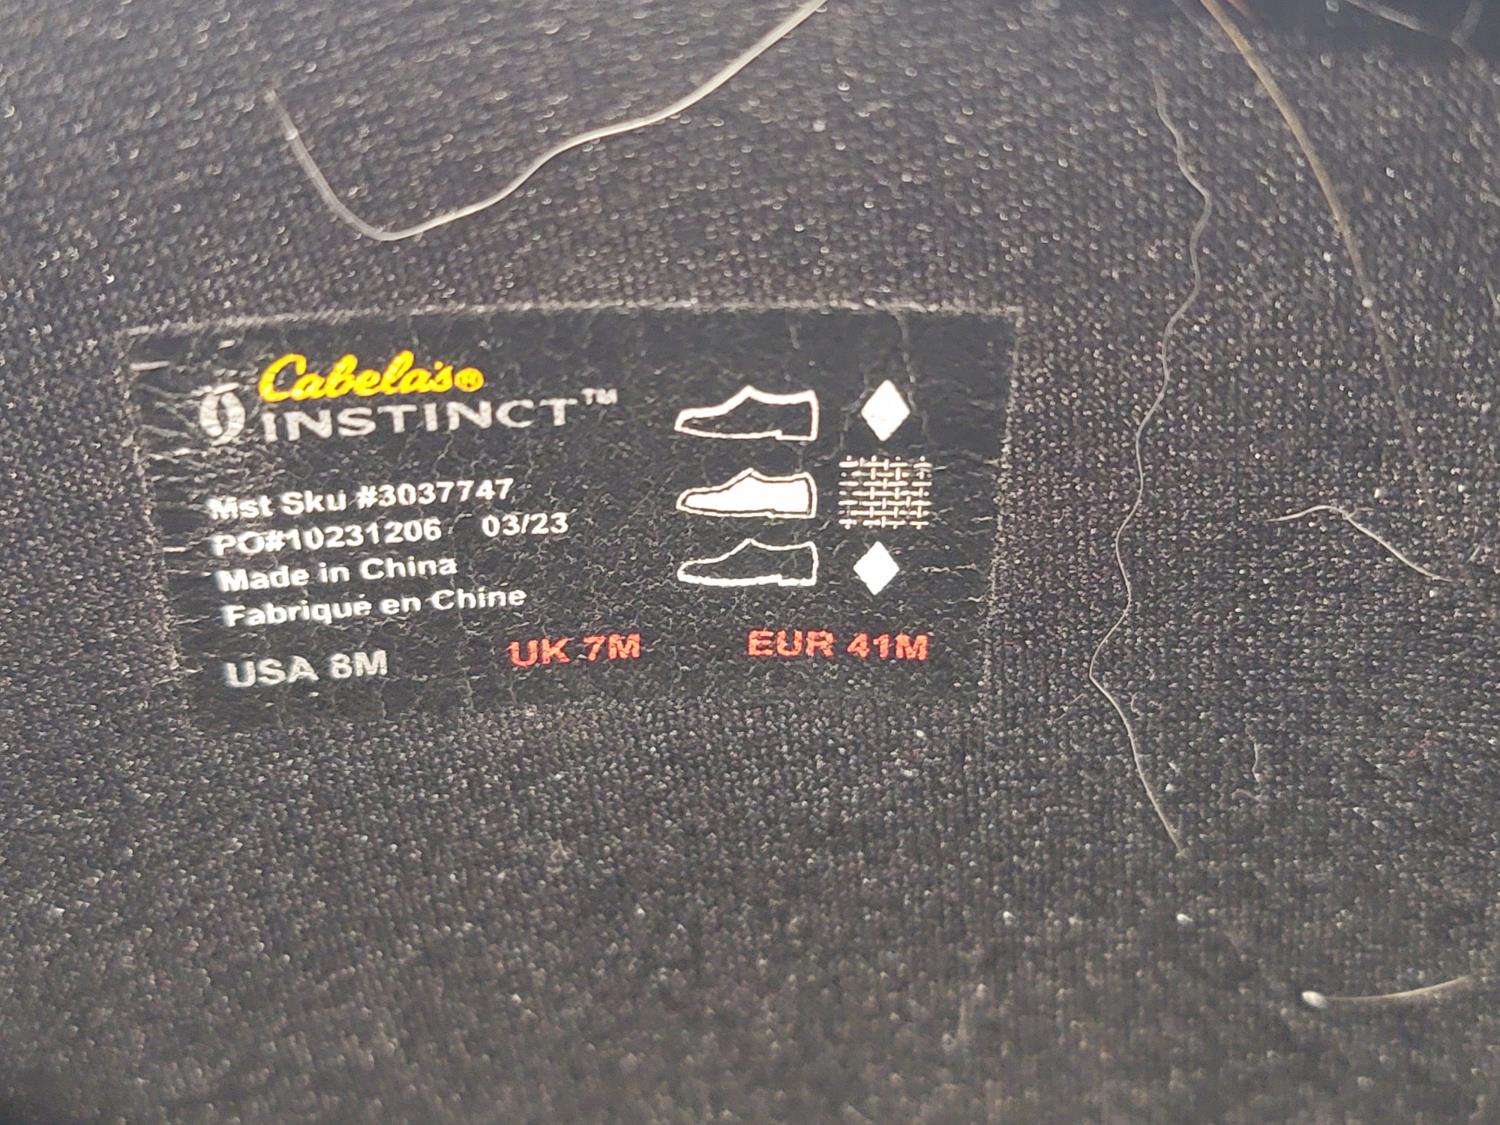 Cabela's®
INSTINCT™
Mst Sku #3037747
PO#10231206 03/23
Made in China
Fabriqué en Chine
USA 8M UK 7M EUR 41M